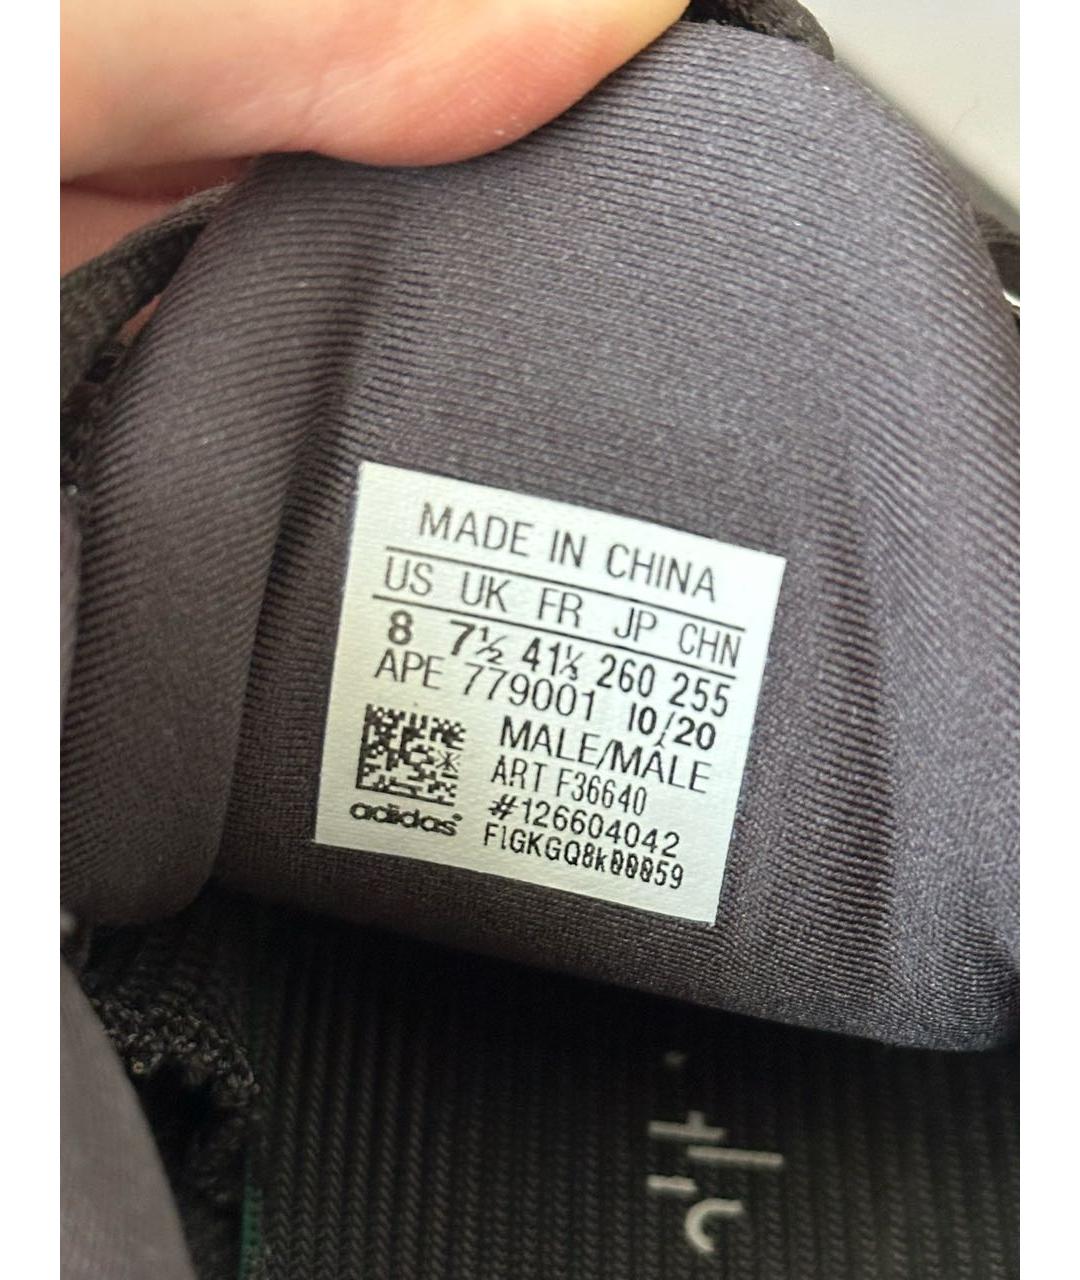 MADE IN CHINA
US UK FR JP CHN
8 7½ 41⅓ 260 255
APE 779001 10/20
MALE/MÂLE
ART F36640
#126604042
adidas